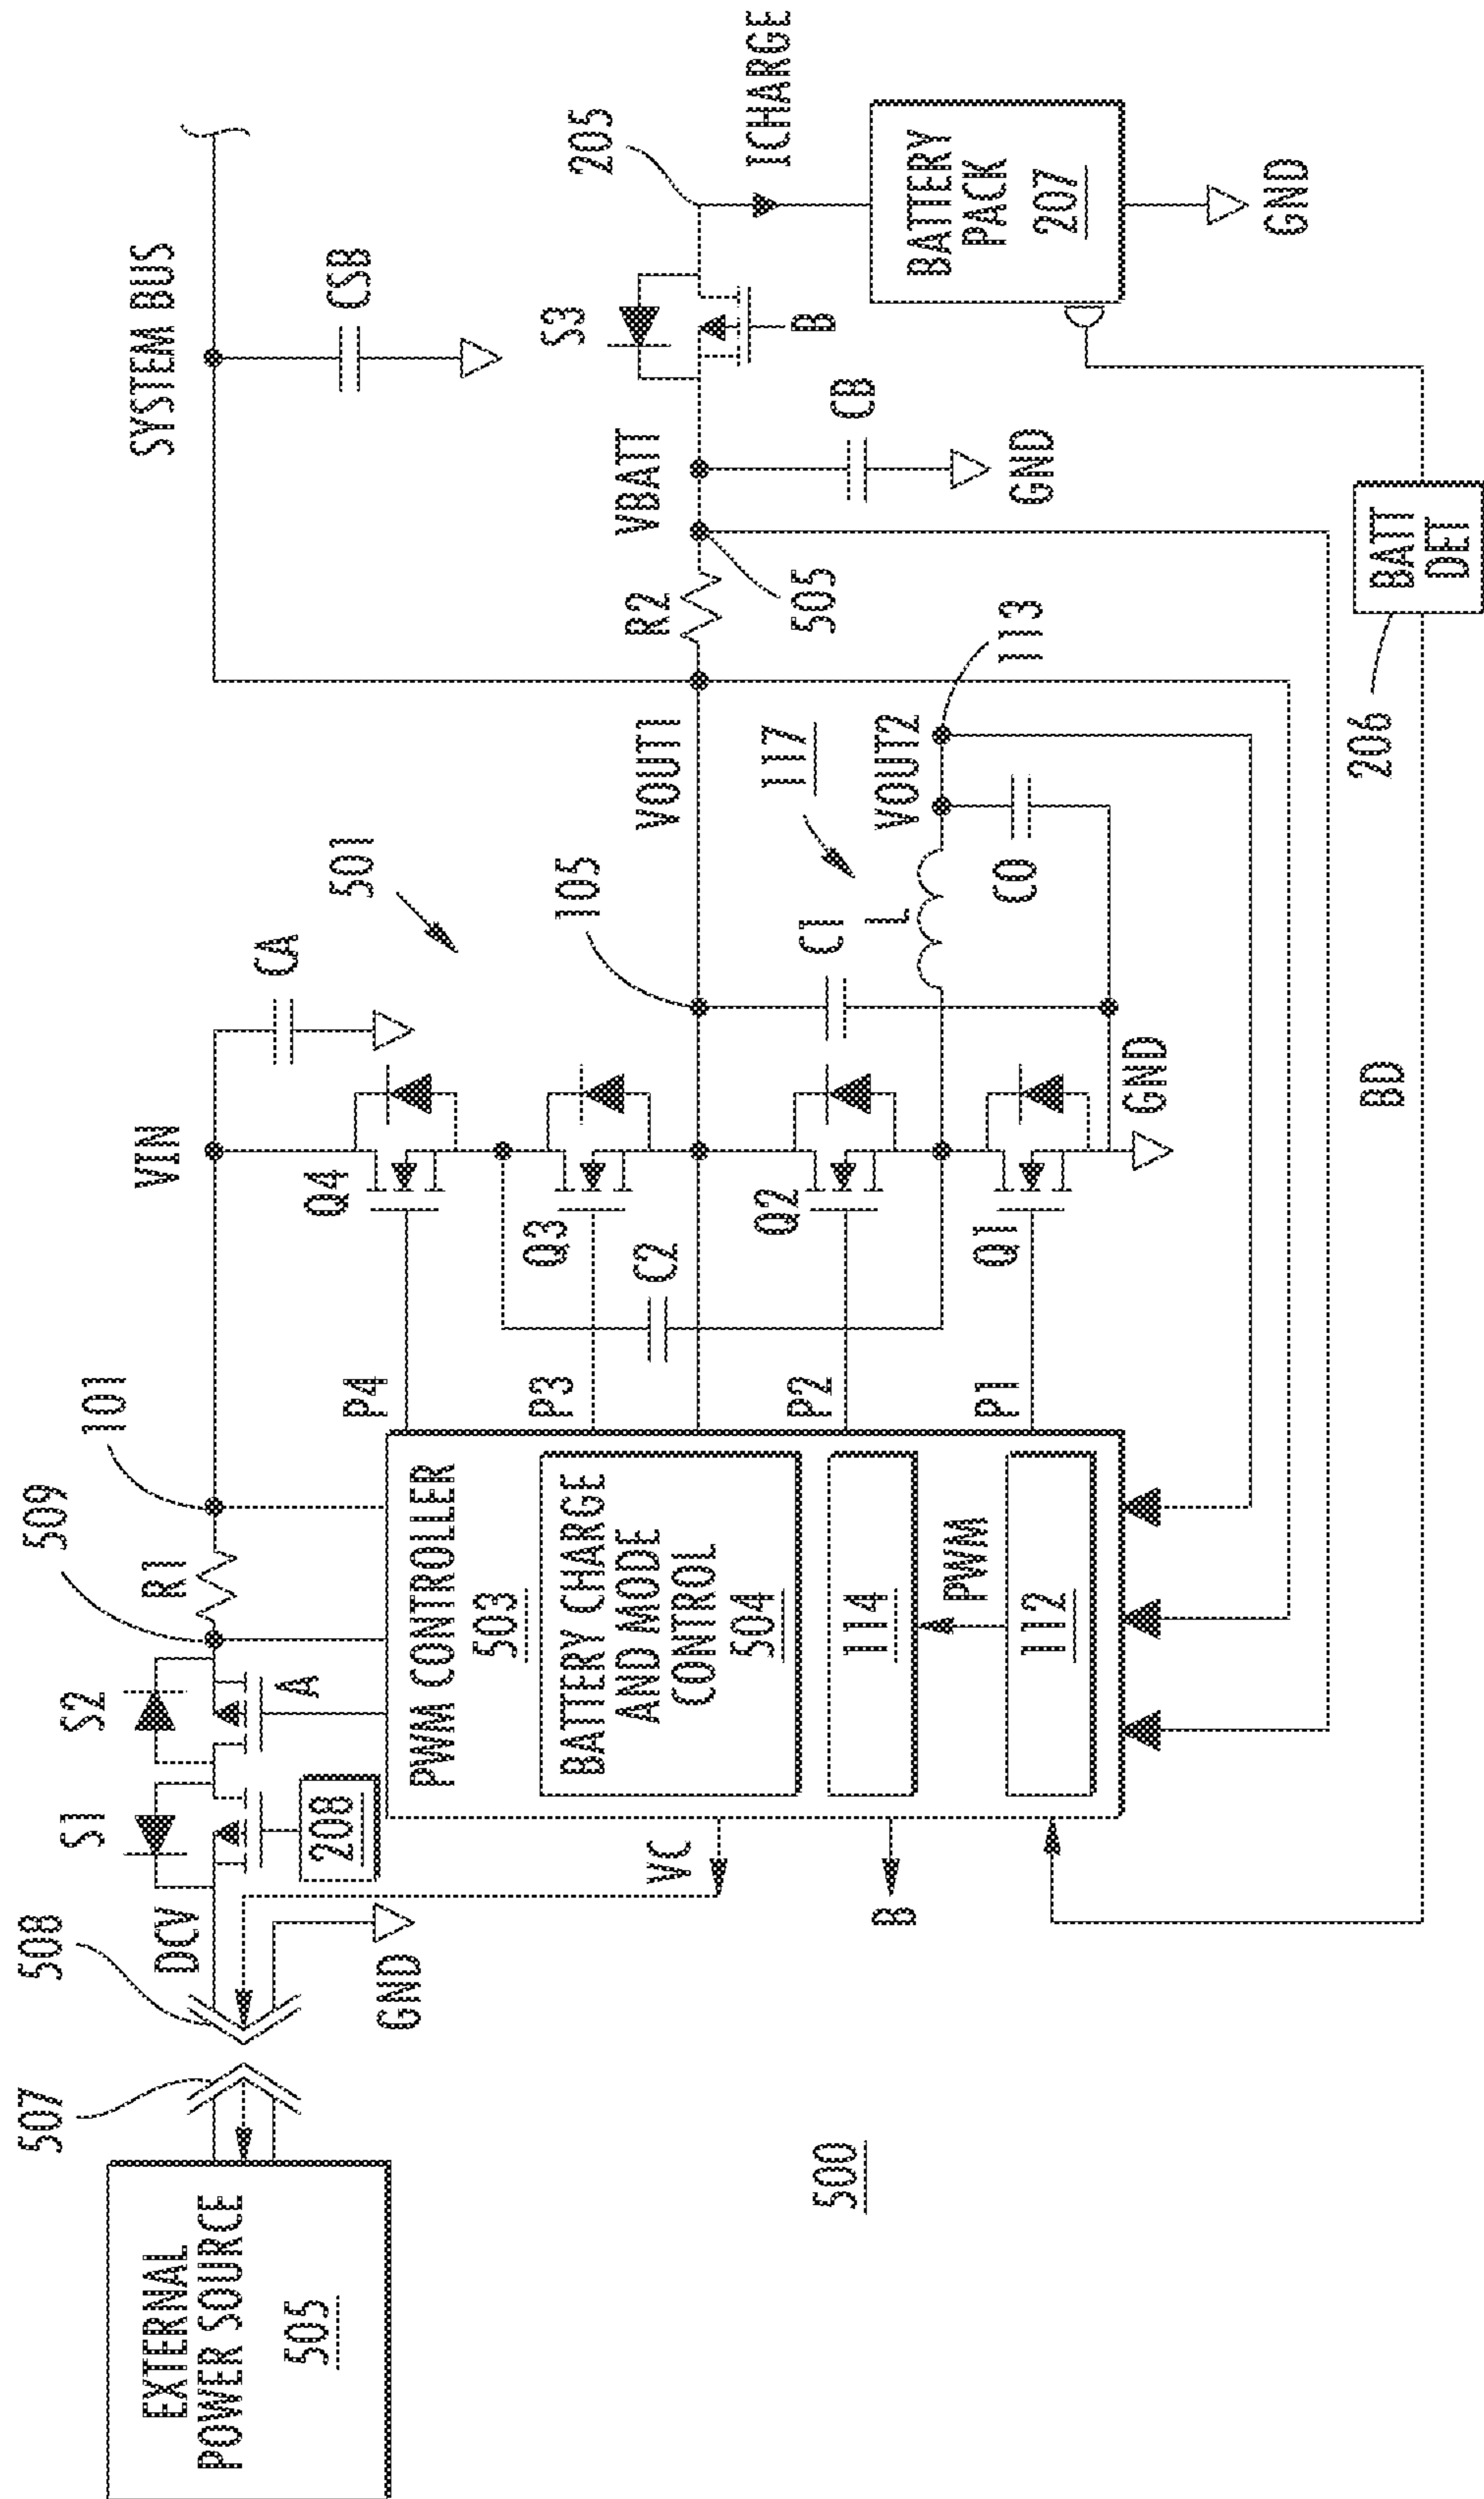 EXTERNAL
POWER SOURCE
505
507
508
DCV
GND
S1
S2
208
A
509
R1
101
VIN
CA
501
SYSTEM BUS
CSB
PWM CONTROLLER
503
BATTERY CHARGE
AND MODE
CONTROL
504
114
PWM
112
VC
B
P4
P3
P2
P1
Q4
Q3
C2
Q2
Q1
GND
105
C1
L
117
CO
VOUT1
VOUT2
113
R2
505
VBATT
CB
GND
S3
B
205
ICHARGE
BATTERY
PACK
207
GND
BATT
DET
206
BD
500